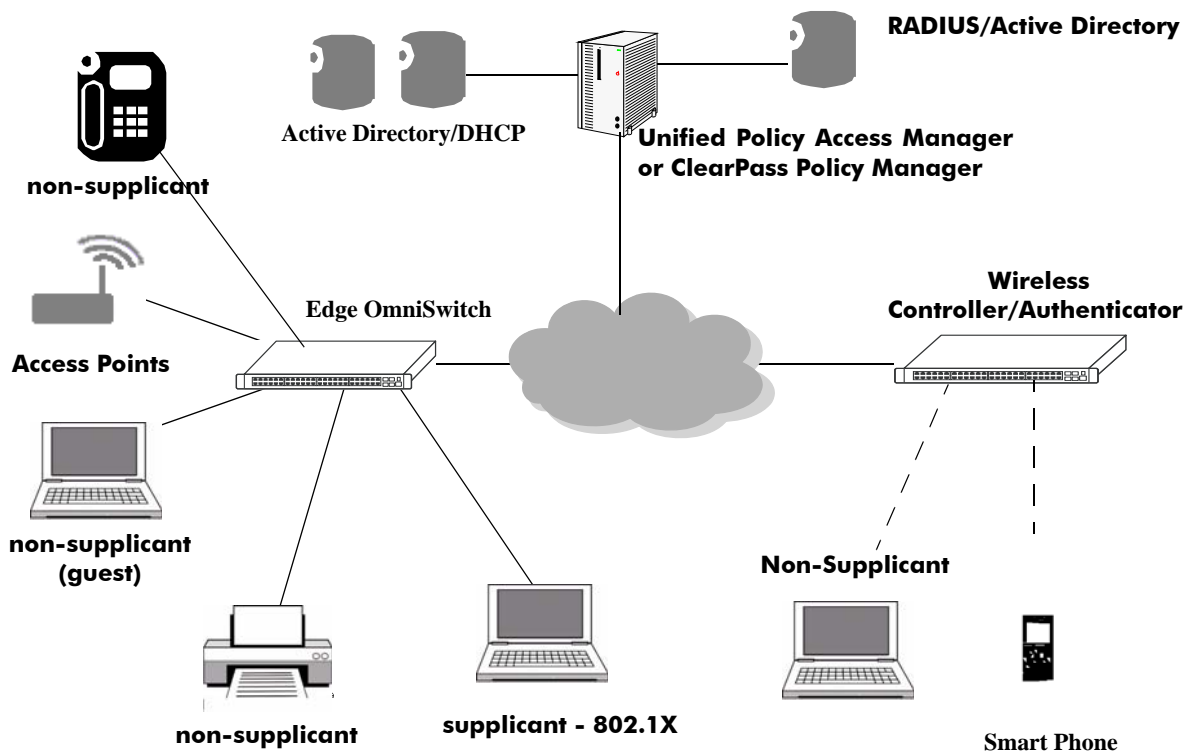 RADIUS/Active Directory
Active Directory/DHCP
Unified Policy Access Manager
or ClearPass Policy Manager
non-supplicant
Wireless
Controller/Authenticator
Edge OmniSwitch
Access Points
non-supplicant
(guest)
Non-Supplicant
non-supplicant
supplicant - 802.1X
Smart Phone